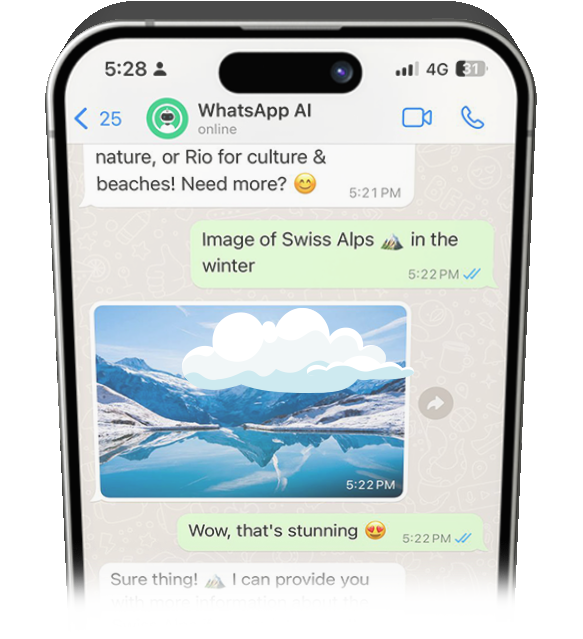 5:28
4G
31
25
WhatsApp AI
online
nature, or Rio for culture &
beaches! Need more? 😊
5:21 PM
Image of Swiss Alps 🏔️ in the
winter
5:22 PM
5:22 PM
Wow, that's stunning 😍
5:22 PM
Sure thing! 🏔️ I can provide you
with more information about the